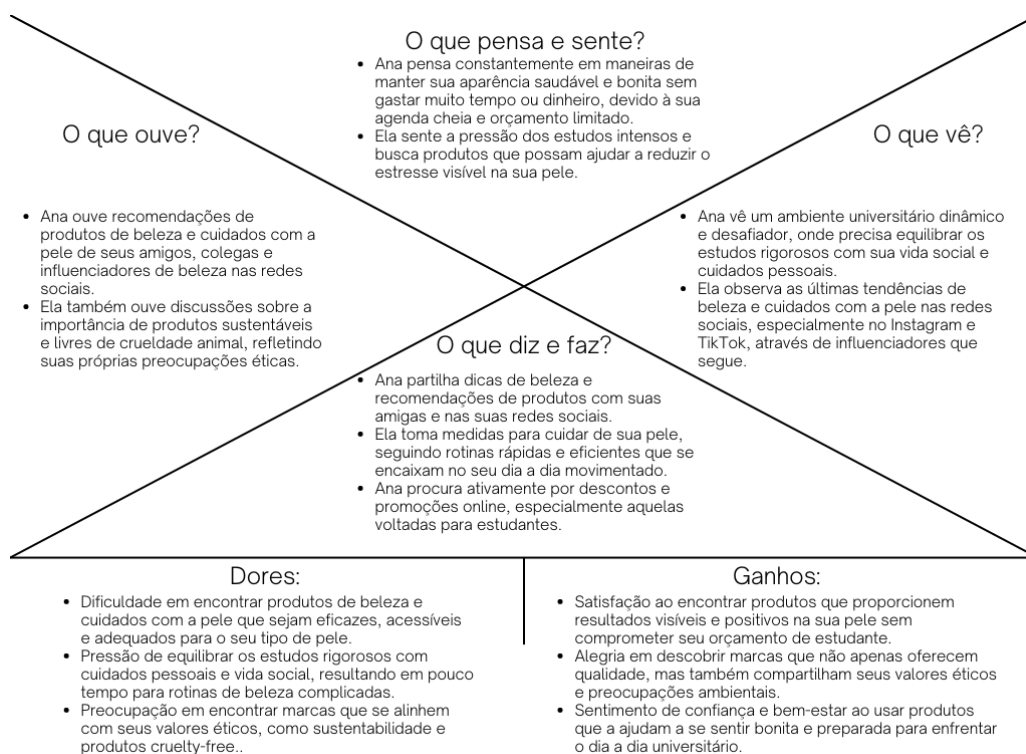 O que pensa e sente?
• Ana pensa constantemente em maneiras de
manter sua aparência saudável e bonita sem
gastar muito tempo ou dinheiro, devido à sua
agenda cheia e orçamento limitado.
• Ela sente a pressão dos estudos intensos e
busca produtos que possam ajudar a reduzir o
estresse visível na sua pele.
O que ouve?
• Ana ouve recomendações de
produtos de beleza e cuidados com a
pele de seus amigos, colegas e
influenciadores de beleza nas redes
sociais.
• Ela também ouve discussões sobre a
importância de produtos sustentáveis
e livres de crueldade animal, refletindo
suas próprias preocupações éticas.
O que vê?
• Ana vê um ambiente universitário dinâmico
e desafiador, onde precisa equilibrar os
estudos rigorosos com sua vida social e
cuidados pessoais.
• Ela observa as últimas tendências de
beleza e cuidados com a pele nas redes
sociais, especialmente no Instagram e
TikTok, através de influenciadores que
segue.
O que diz e faz?
• Ana partilha dicas de beleza e
recomendações de produtos com suas
amigas e nas suas redes sociais.
• Ela toma medidas para cuidar de sua pele,
seguindo rotinas rápidas e eficientes que se
encaixam no seu dia a dia movimentado.
• Ana procura ativamente por descontos e
promoções online, especialmente aquelas
voltadas para estudantes.
Dores:
• Dificuldade em encontrar produtos de beleza e
cuidados com a pele que sejam eficazes, acessíveis
e adequados para o seu tipo de pele.
• Pressão de equilibrar os estudos rigorosos com
cuidados pessoais e vida social, resultando em pouco
tempo para rotinas de beleza complicadas.
• Preocupação em encontrar marcas que se alinhem
com seus valores éticos, como sustentabilidade e
produtos cruelty-free..
Ganhos:
• Satisfação ao encontrar produtos que proporcionem
resultados visíveis e positivos na sua pele sem
comprometer seu orçamento de estudante.
• Alegria em descobrir marcas que não apenas oferecem
qualidade, mas também compartilham seus valores éticos
e preocupações ambientais.
• Sentimento de confiança e bem-estar ao usar produtos
que a ajudam a se sentir bonita e preparada para enfrentar
o dia a dia universitário.